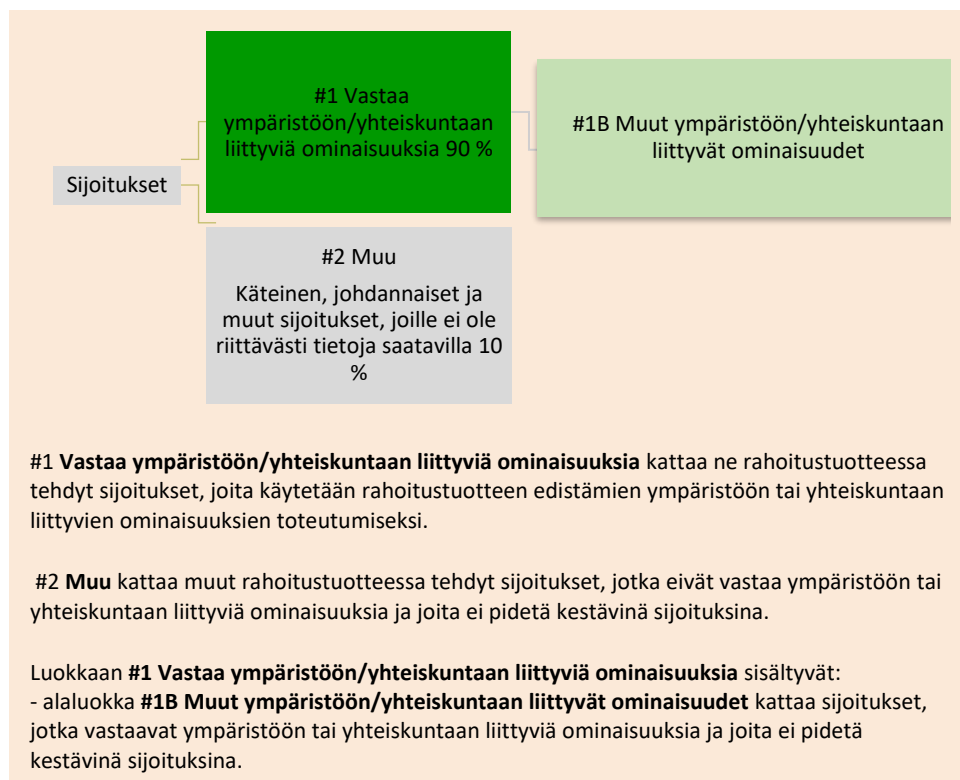 #1 Vastaa
ympäristöön/yhteiskuntaan
liittyviä ominaisuuksia 90 %
#1B Muut ympäristöön/yhteiskuntaan
liittyvät ominaisuudet
Sijoitukset
#2 Muu
Käteinen, johdannaiset ja
muut sijoitukset, joille ei ole
riittävästi tietoja saatavilla 10
%
#1 Vastaa ympäristöön/yhteiskuntaan liittyviä ominaisuuksia kattaa ne rahoitustuotteessa
tehdyt sijoitukset, joita käytetään rahoitustuotteen edistämien ympäristöön tai yhteiskuntaan
liittyvien ominaisuuksien toteutumiseksi.
#2 Muu kattaa muut rahoitustuotteessa tehdyt sijoitukset, jotka eivät vastaa ympäristöön tai
yhteiskuntaan liittyviä ominaisuuksia ja joita ei pidetä kestävinä sijoituksina.
Luokkaan #1 Vastaa ympäristöön/yhteiskuntaan liittyviä ominaisuuksia sisältyvät:
- alaluokka #1B Muut ympäristöön/yhteiskuntaan liittyvät ominaisuudet kattaa sijoitukset,
jotka vastaavat ympäristöön tai yhteiskuntaan liittyviä ominaisuuksia ja joita ei pidetä
kestävinä sijoituksina.